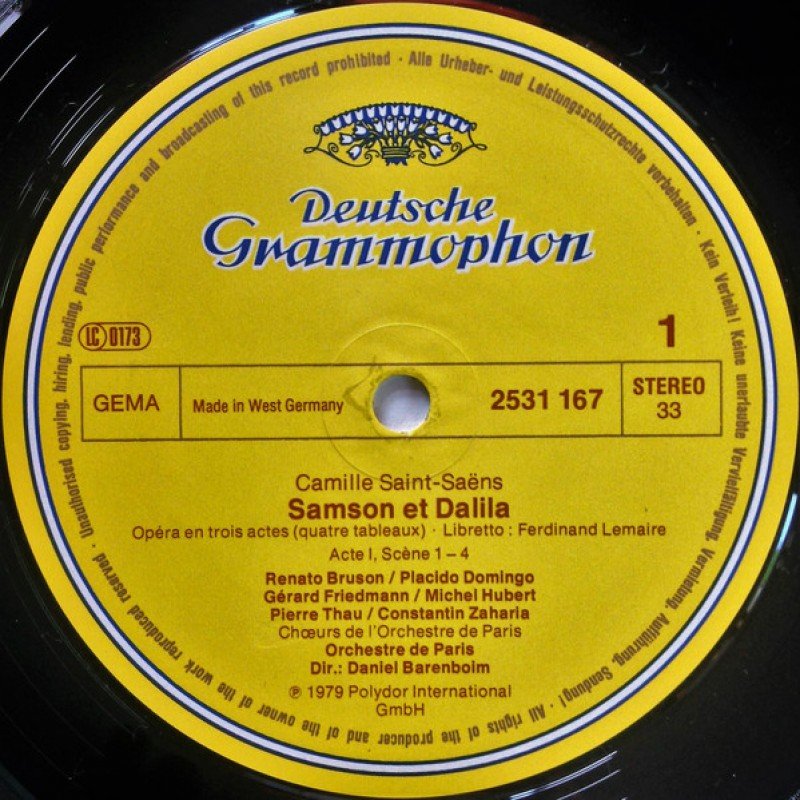 Deutsche
Grammophon
LC 0173
1
GEMA
Made in West Germany
2531 167
STEREO
33
Camille Saint-Saëns
Samson et Dalila
Opéra en trois actes (quatre tableaux) · Libretto : Ferdinand Lemaire
Acte I, Scène 1 – 4
Renato Bruson / Placido Domingo
Gérard Friedmann / Michel Hubert
Pierre Thau / Constantin Zaharia
Chœurs de l'Orchestre de Paris
Orchestre de Paris
Dir.: Daniel Barenboim
℗ 1979 Polydor International
GmbH
Alle Urheber- und Leistungsschutzrechte vorbehalten · Kein Verleih! Keine unerlaubte Vervielfältigung, Vermietung, Aufführung, Sendung! · All rights of the producer and of the owner of the work reproduced reserved · Unauthorised copying, hiring, lending, public performance and broadcasting of this record prohibited ·